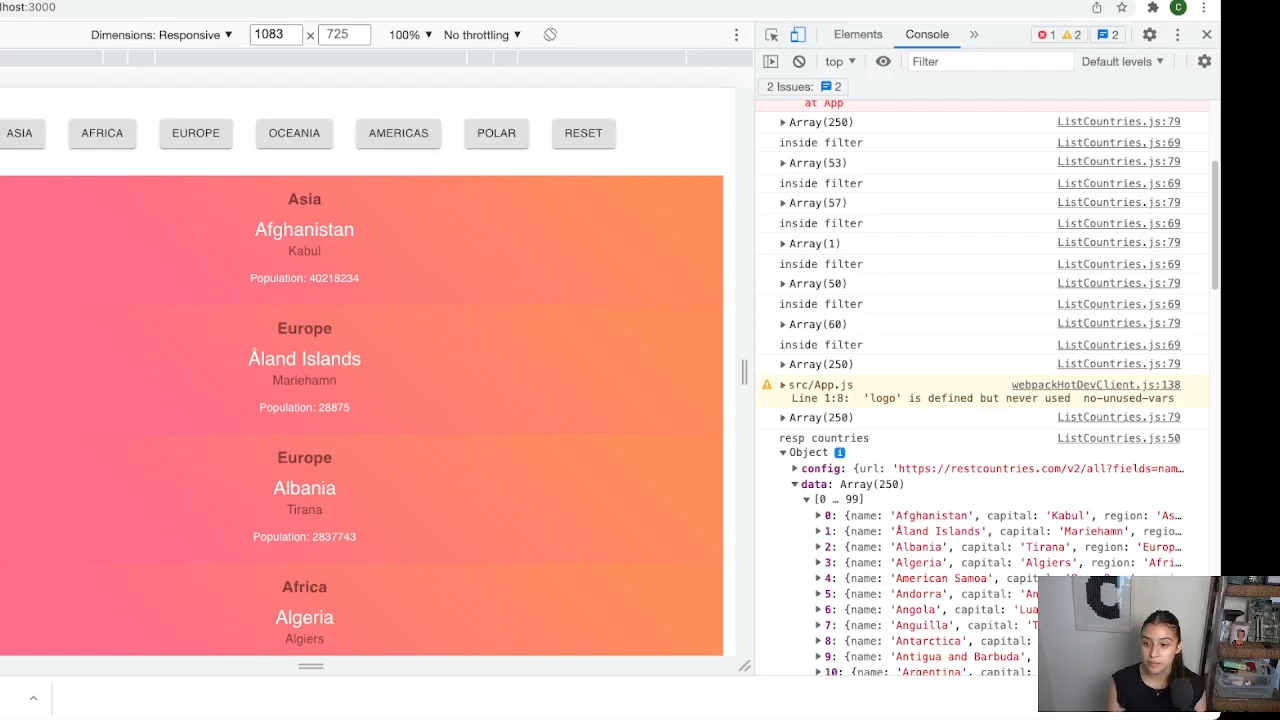 lhost:3000
C
Dimensions: Responsive ▼ 1083 x 725 100% ▼ No throttling ▼
Elements Console » 1 2 2
top ▼ Filter Default levels ▼
2 Issues: 2
ASIA AFRICA EUROPE OCEANIA AMERICAS POLAR RESET
Asia
Afghanistan
Kabul
Population: 40218234
Europe
Åland Islands
Mariehamn
Population: 28875
Europe
Albania
Tirana
Population: 2837743
Africa
Algeria
Algiers
at App
▶ Array(250) ListCountries.js:79
inside filter ListCountries.js:69
▶ Array(53) ListCountries.js:79
inside filter ListCountries.js:69
▶ Array(57) ListCountries.js:79
inside filter ListCountries.js:69
▶ Array(1) ListCountries.js:79
inside filter ListCountries.js:69
▶ Array(50) ListCountries.js:79
inside filter ListCountries.js:69
▶ Array(60) ListCountries.js:79
inside filter ListCountries.js:69
▶ Array(250) ListCountries.js:79
▶ src/App.js webpackHotDevClient.js:138
Line 1:8: 'logo' is defined but never used no-unused-vars
▶ Array(250) ListCountries.js:79
resp countries ListCountries.js:50
▼ Object i
▶ config: {url: 'https://restcountries.com/v2/all?fields=nam…
▼ data: Array(250)
▼ [0 … 99]
▶ 0: {name: 'Afghanistan', capital: 'Kabul', region: 'As…
▶ 1: {name: 'Åland Islands', capital: 'Mariehamn', regio…
▶ 2: {name: 'Albania', capital: 'Tirana', region: 'Europ…
▶ 3: {name: 'Algeria', capital: 'Algiers', region: 'Afri…
▶ 4: {name: 'American Samoa', capit
▶ 5: {name: 'Andorra', capital: 'An
▶ 6: {name: 'Angola', capital: 'Lua
▶ 7: {name: 'Anguilla', capital: 'T
▶ 8: {name: 'Antarctica', capital:
▶ 9: {name: 'Antigua and Barbuda',
▶ 10: {name: 'Argentina', capital: